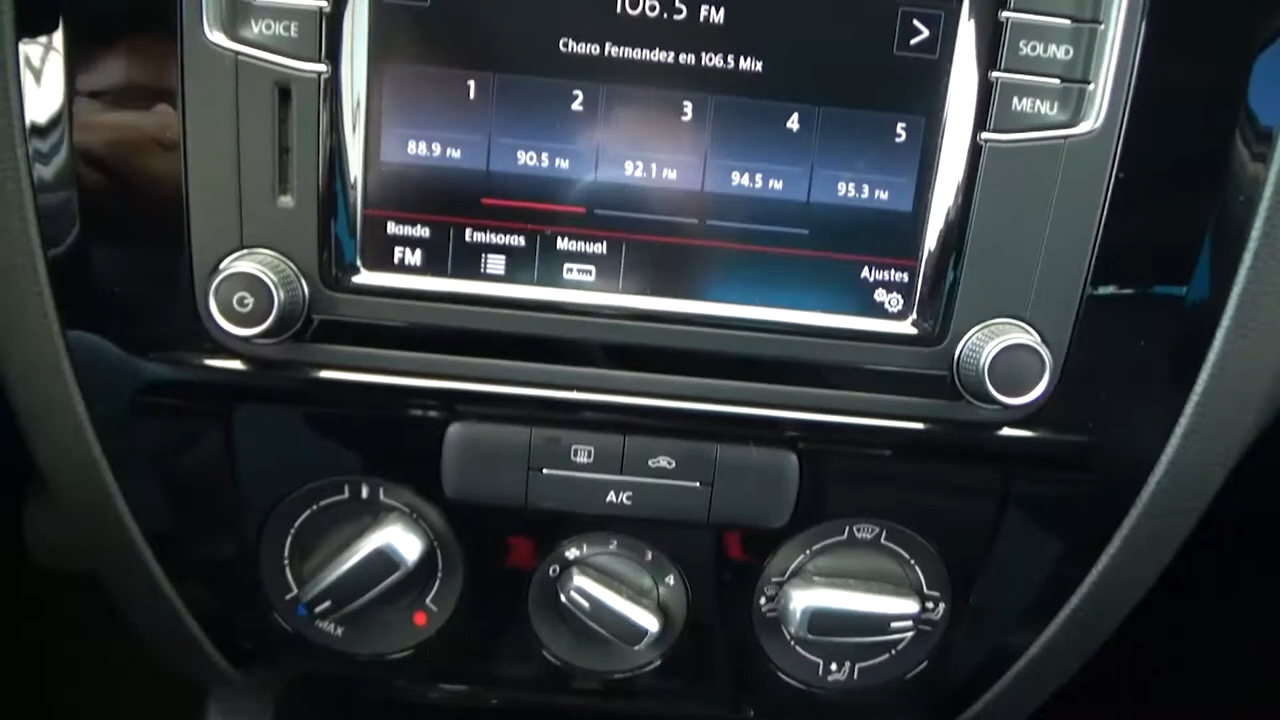 106.5 FM
VOICE
SOUND
Charo Fernandez en 106.5 Mix
MENU
1 2 3 4 5
88.9 FM 90.5 FM 92.1 FM 94.5 FM 95.3 FM
Banda Emisoras Manual
FM
Ajustes
A/C
0 1 2 3 4
MAX